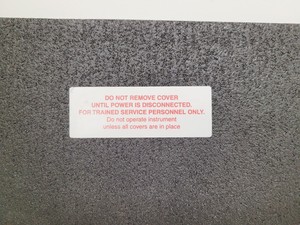 DO NOT REMOVE COVER
UNTIL POWER IS DISCONNECTED.
FOR TRAINED SERVICE PERSONNEL ONLY.
Do not operate instrument
unless all covers are in place